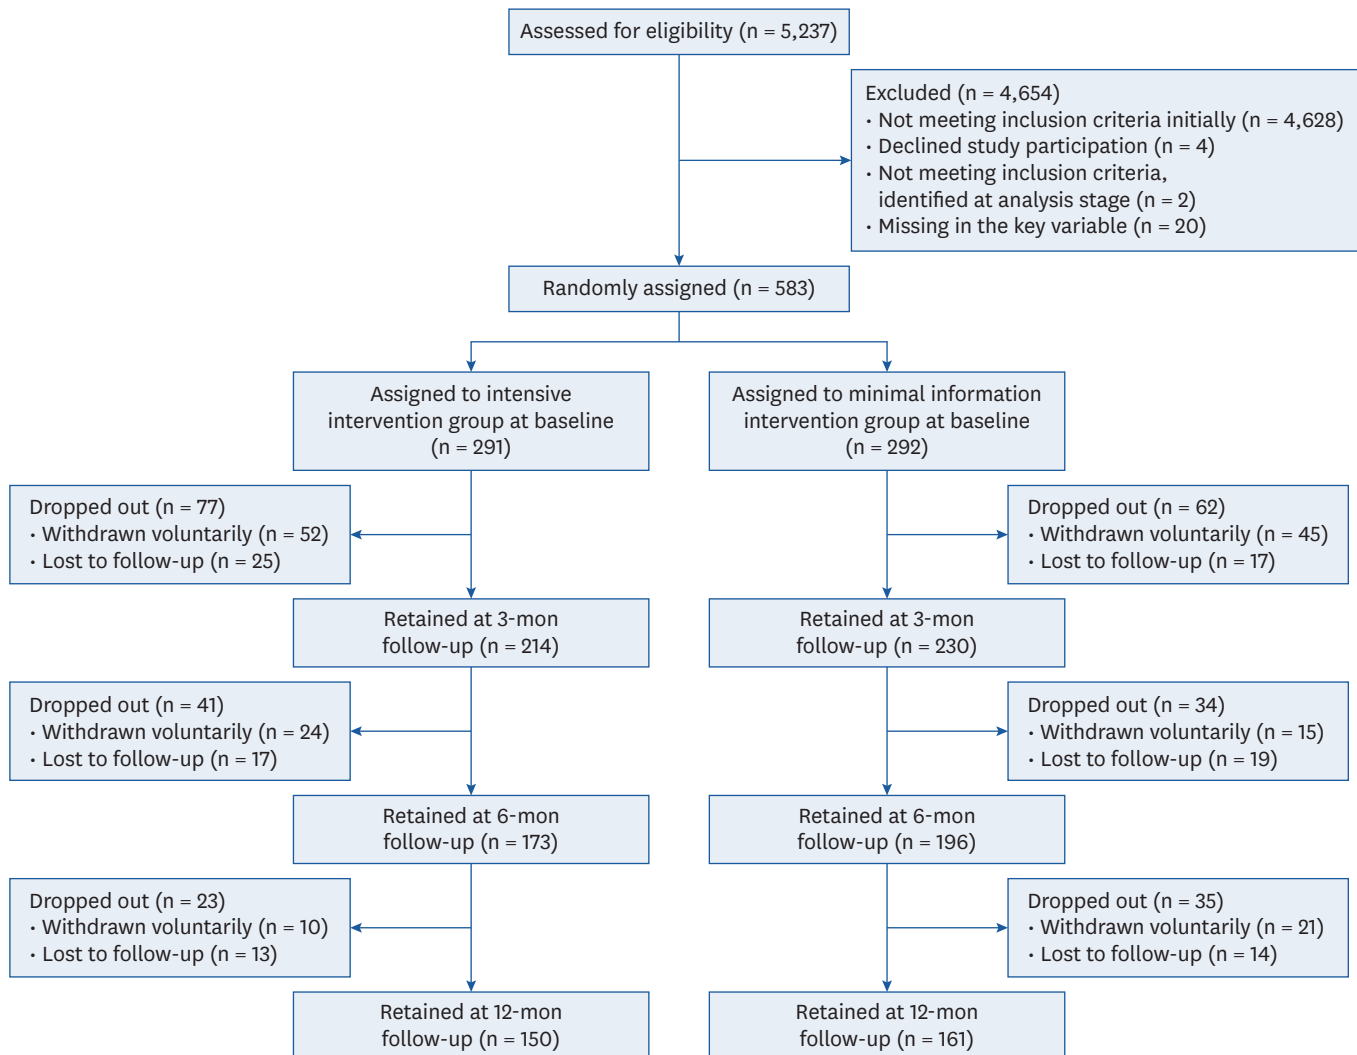 Assessed for eligibility (n = 5,237)
Excluded (n = 4,654)
· Not meeting inclusion criteria initially (n = 4,628)
· Declined study participation (n = 4)
· Not meeting inclusion criteria,
identified at analysis stage (n = 2)
· Missing in the key variable (n = 20)
Randomly assigned (n = 583)
Assigned to intensive
intervention group at baseline
(n = 291)
Assigned to minimal information
intervention group at baseline
(n = 292)
Dropped out (n = 77)
· Withdrawn voluntarily (n = 52)
· Lost to follow-up (n = 25)
Dropped out (n = 62)
· Withdrawn voluntarily (n = 45)
· Lost to follow-up (n = 17)
Retained at 3-mon
follow-up (n = 214)
Retained at 3-mon
follow-up (n = 230)
Dropped out (n = 41)
· Withdrawn voluntarily (n = 24)
· Lost to follow-up (n = 17)
Dropped out (n = 34)
· Withdrawn voluntarily (n = 15)
· Lost to follow-up (n = 19)
Retained at 6-mon
follow-up (n = 173)
Retained at 6-mon
follow-up (n = 196)
Dropped out (n = 23)
· Withdrawn voluntarily (n = 10)
· Lost to follow-up (n = 13)
Dropped out (n = 35)
· Withdrawn voluntarily (n = 21)
· Lost to follow-up (n = 14)
Retained at 12-mon
follow-up (n = 150)
Retained at 12-mon
follow-up (n = 161)